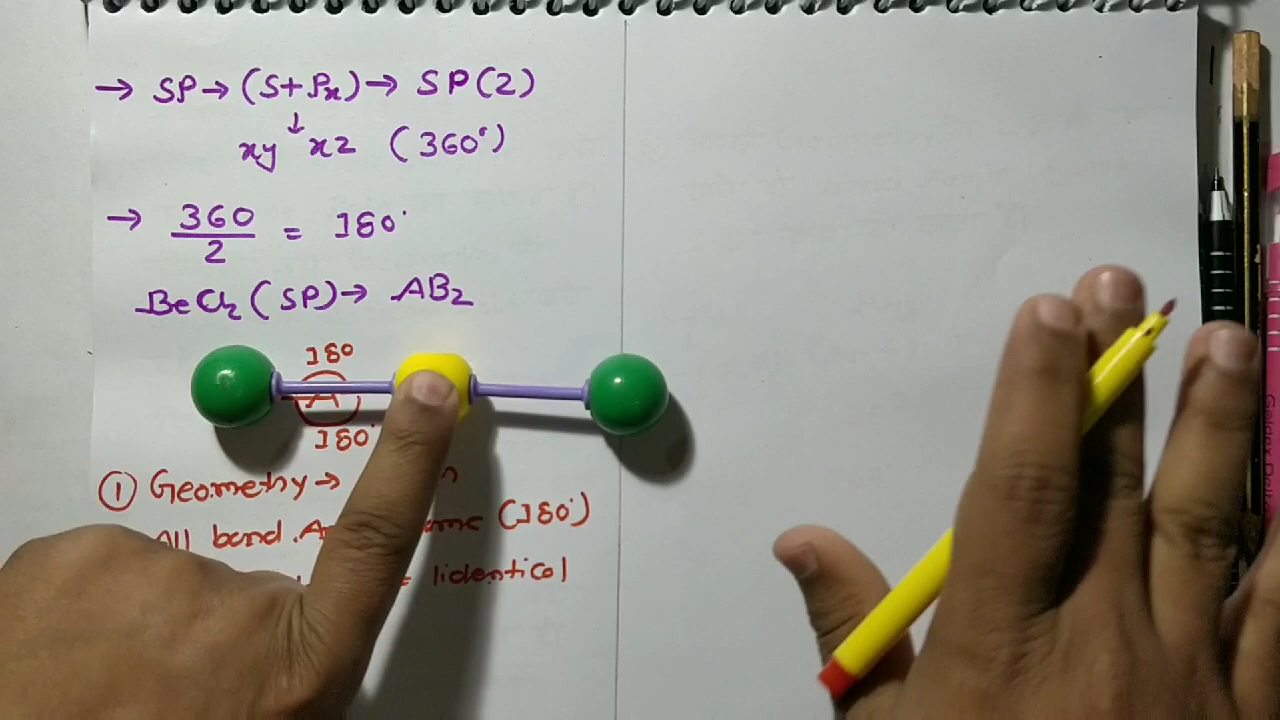 → SP → (S+Px) → SP(2)
↓
xy xz (360°)
→ 360/2 = 180°
BeCl2 (SP) → AB2
180
180°
① Geometry →
All bond (180°)
= lidentical